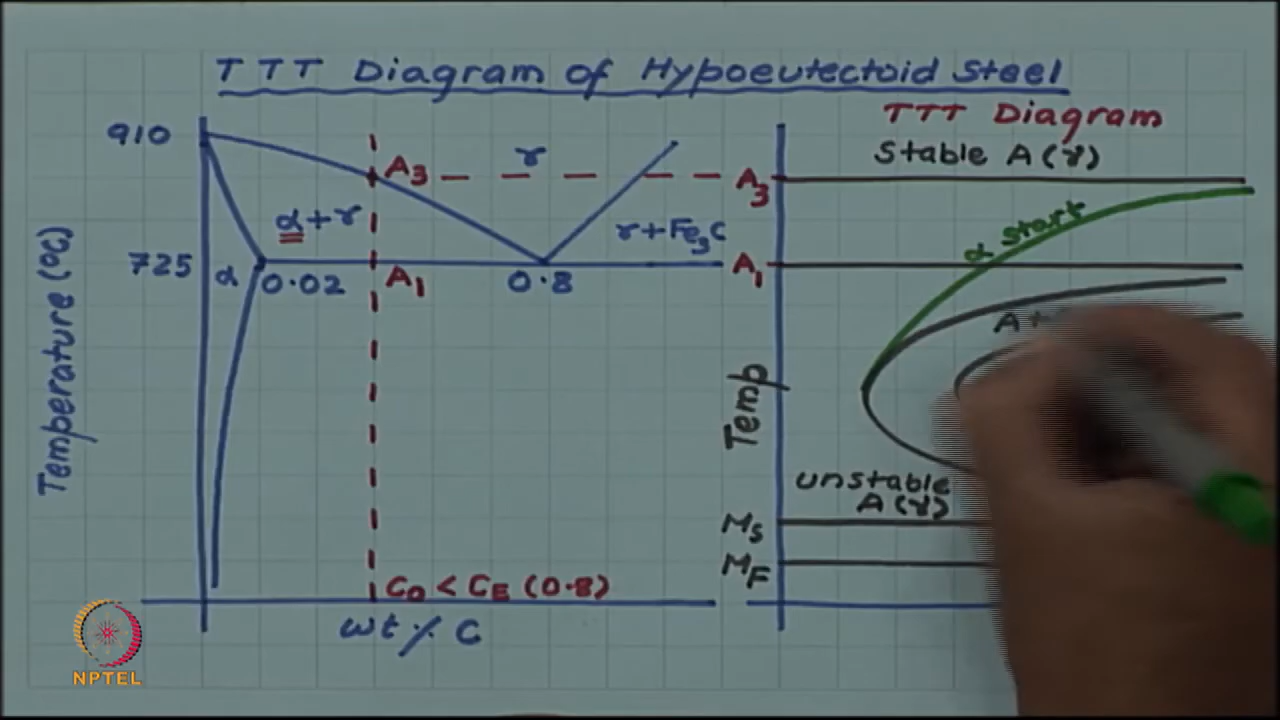 TTT Diagram of Hypoeutectoid Steel
TTT Diagram
Stable A(γ)
910
A3
γ
A3
α start
α+γ
γ+Fe3C
725
α
0.02
A1
0.8
A1
A+
Temperature (0C)
Temp
unstable
A(γ)
MS
MF
C0 < CE (0.8)
wt % C
NPTEL